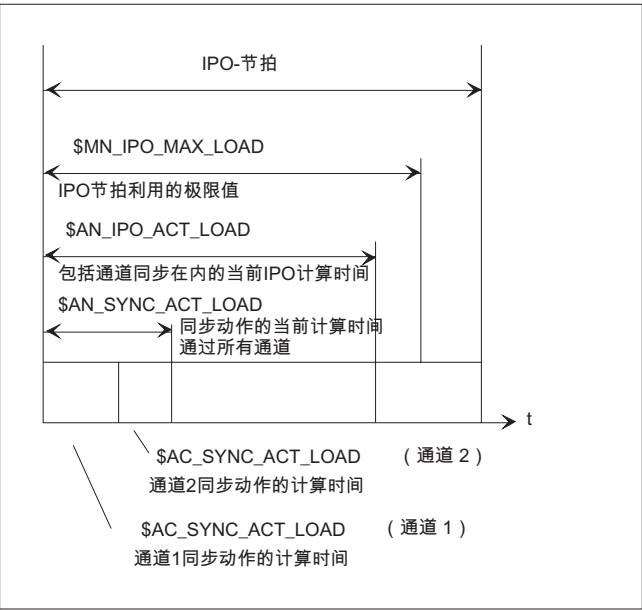 IPO-节拍
$MN_IPO_MAX_LOAD
IPO节拍利用的极限值
$AN_IPO_ACT_LOAD
包括通道同步在内的当前IPO计算时间
$AN_SYNC_ACT_LOAD
同步动作的当前计算时间
通过所有通道
t
$AC_SYNC_ACT_LOAD （通道 2）
通道2同步动作的计算时间
$AC_SYNC_ACT_LOAD （通道 1）
通道1同步动作的计算时间